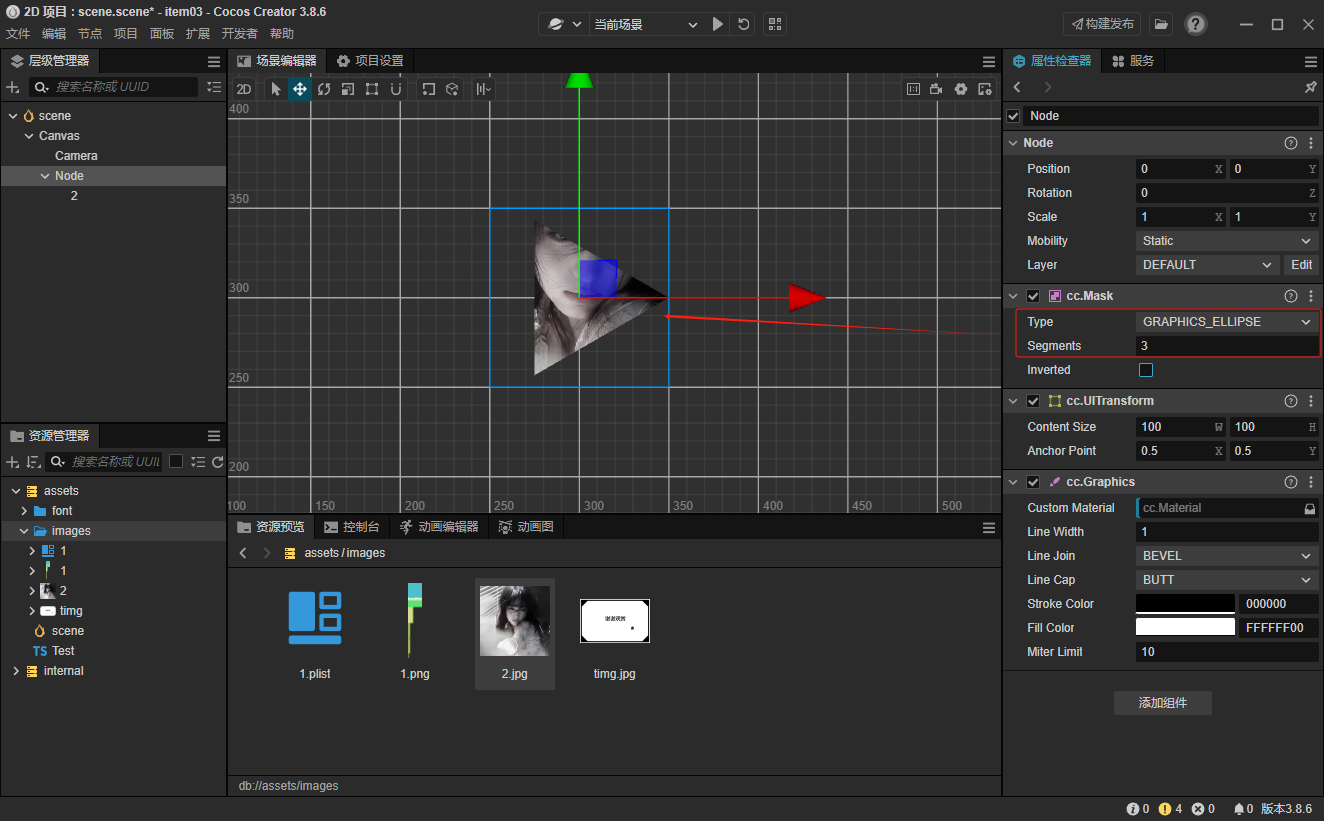 2D 项目 : scene.scene* - item03 - Cocos Creator 3.8.6
文件 编辑 节点 项目 面板 扩展 开发者 帮助
当前场景
构建发布
层级管理器
搜索名称或 UUID
scene
Canvas
Camera
Node
2
资源管理器
搜索名称或 UUI
assets
font
images
1
1
2
timg
scene
TS Test
internal
场景编辑器 项目设置
2D
400
350
300
250
200
100 150 200 250 300 350 400 450 500
资源预览 控制台 动画编辑器 动画图
assets / images
谢谢观看
1.plist 1.png 2.jpg timg.jpg
db://assets/images
属性检查器 服务
Node
Node
Position 0 X 0 Y
Rotation 0 Z
Scale 1 X 1 Y
Mobility Static
Layer DEFAULT Edit
cc.Mask
Type GRAPHICS_ELLIPSE
Segments 3
Inverted
cc.UITransform
Content Size 100 W 100 H
Anchor Point 0.5 X 0.5 Y
cc.Graphics
Custom Material cc.Material
Line Width 1
Line Join BEVEL
Line Cap BUTT
Stroke Color 000000
Fill Color FFFFFF00
Miter Limit 10
添加组件
0 4 0 0 版本3.8.6